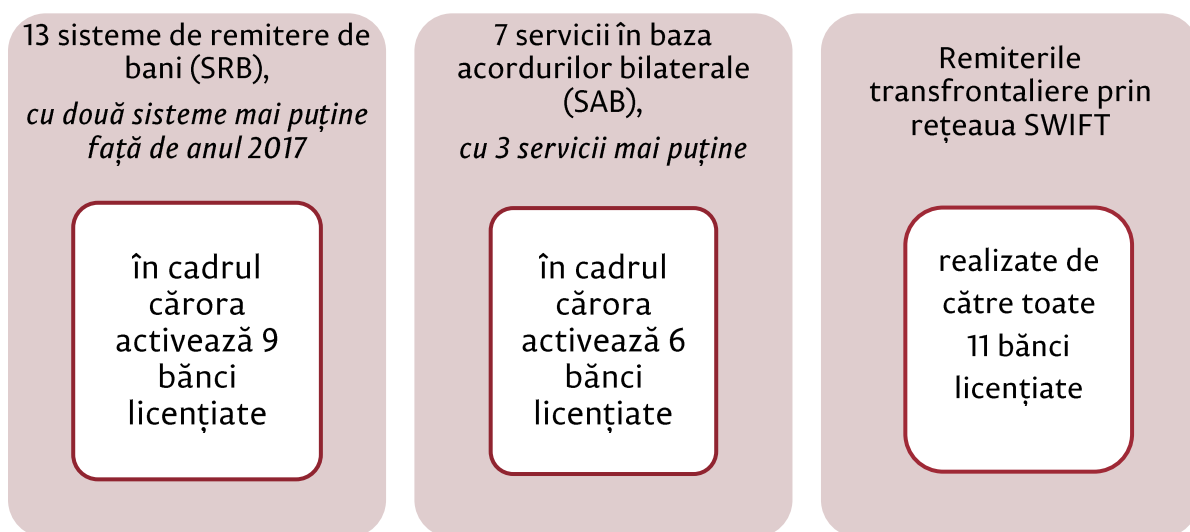 13 sisteme de remitere de
bani (SRB),
cu două sisteme mai puține
față de anul 2017
în cadrul
cărora
activează 9
bănci
licențiate
7 servicii în baza
acordurilor bilaterale
(SAB),
cu 3 servicii mai puține
în cadrul
cărora
activează 6
bănci
licențiate
Remiterile
transfrontaliere prin
rețeaua SWIFT
realizate de
către toate
11 bănci
licențiate